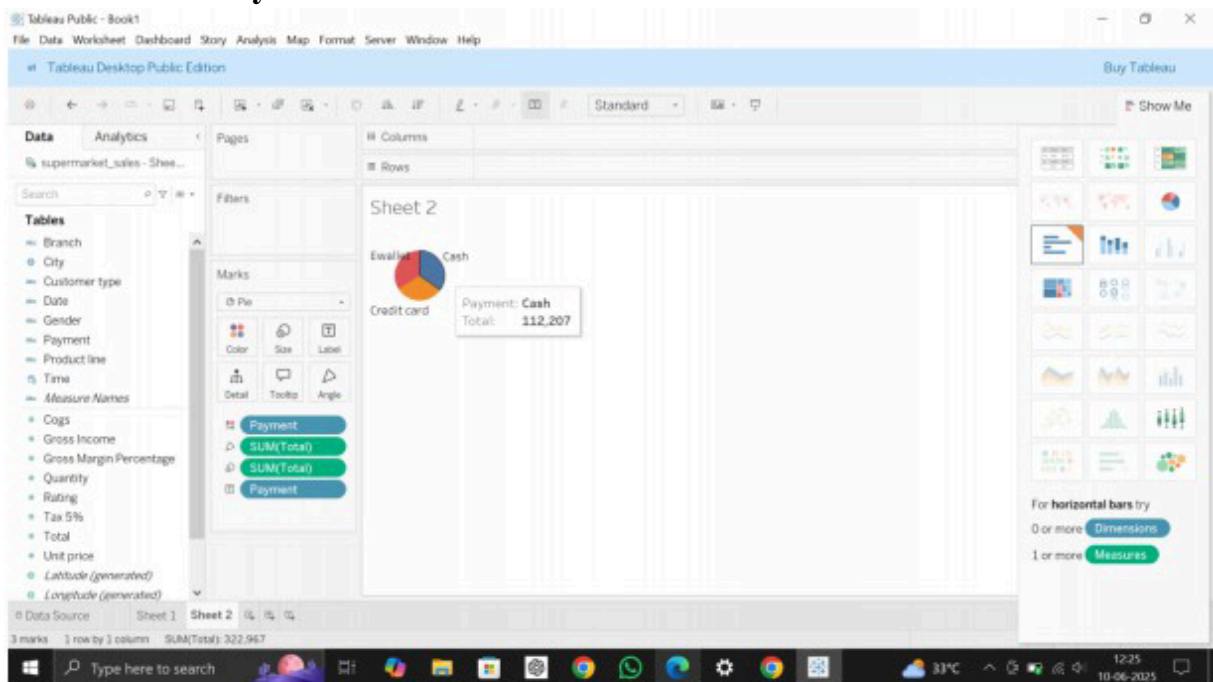 Tableau Public - Book1
File Data Worksheet Dashboard Story Analysis Map Format Server Window Help
Tableau Desktop Public Edition
Buy Tableau
Standard
Show Me
Data Analytics
Pages
Columns
supermarket_sales - Shee...
Rows
Search
Filters
Sheet 2
Tables
Branch
City
Customer type
Date
Gender
Payment
Product line
Time
Measure Names
Cogs
Gross Income
Gross Margin Percentage
Quantity
Rating
Tax 5%
Total
Unit price
Latitude (generated)
Longitude (generated)
Marks
Pie
Color Size Label
Detail Tooltip Angle
Payment
SUM(Total)
SUM(Total)
Payment
Ewallet Cash
Credit card
Payment: Cash
Total: 112,207
For horizontal bars try
0 or more Dimensions
1 or more Measures
Data Source Sheet 1 Sheet 2
3 marks 1 row by 1 column SUM(Total): 322,967
Type here to search
33°C
12:25
10-06-2025